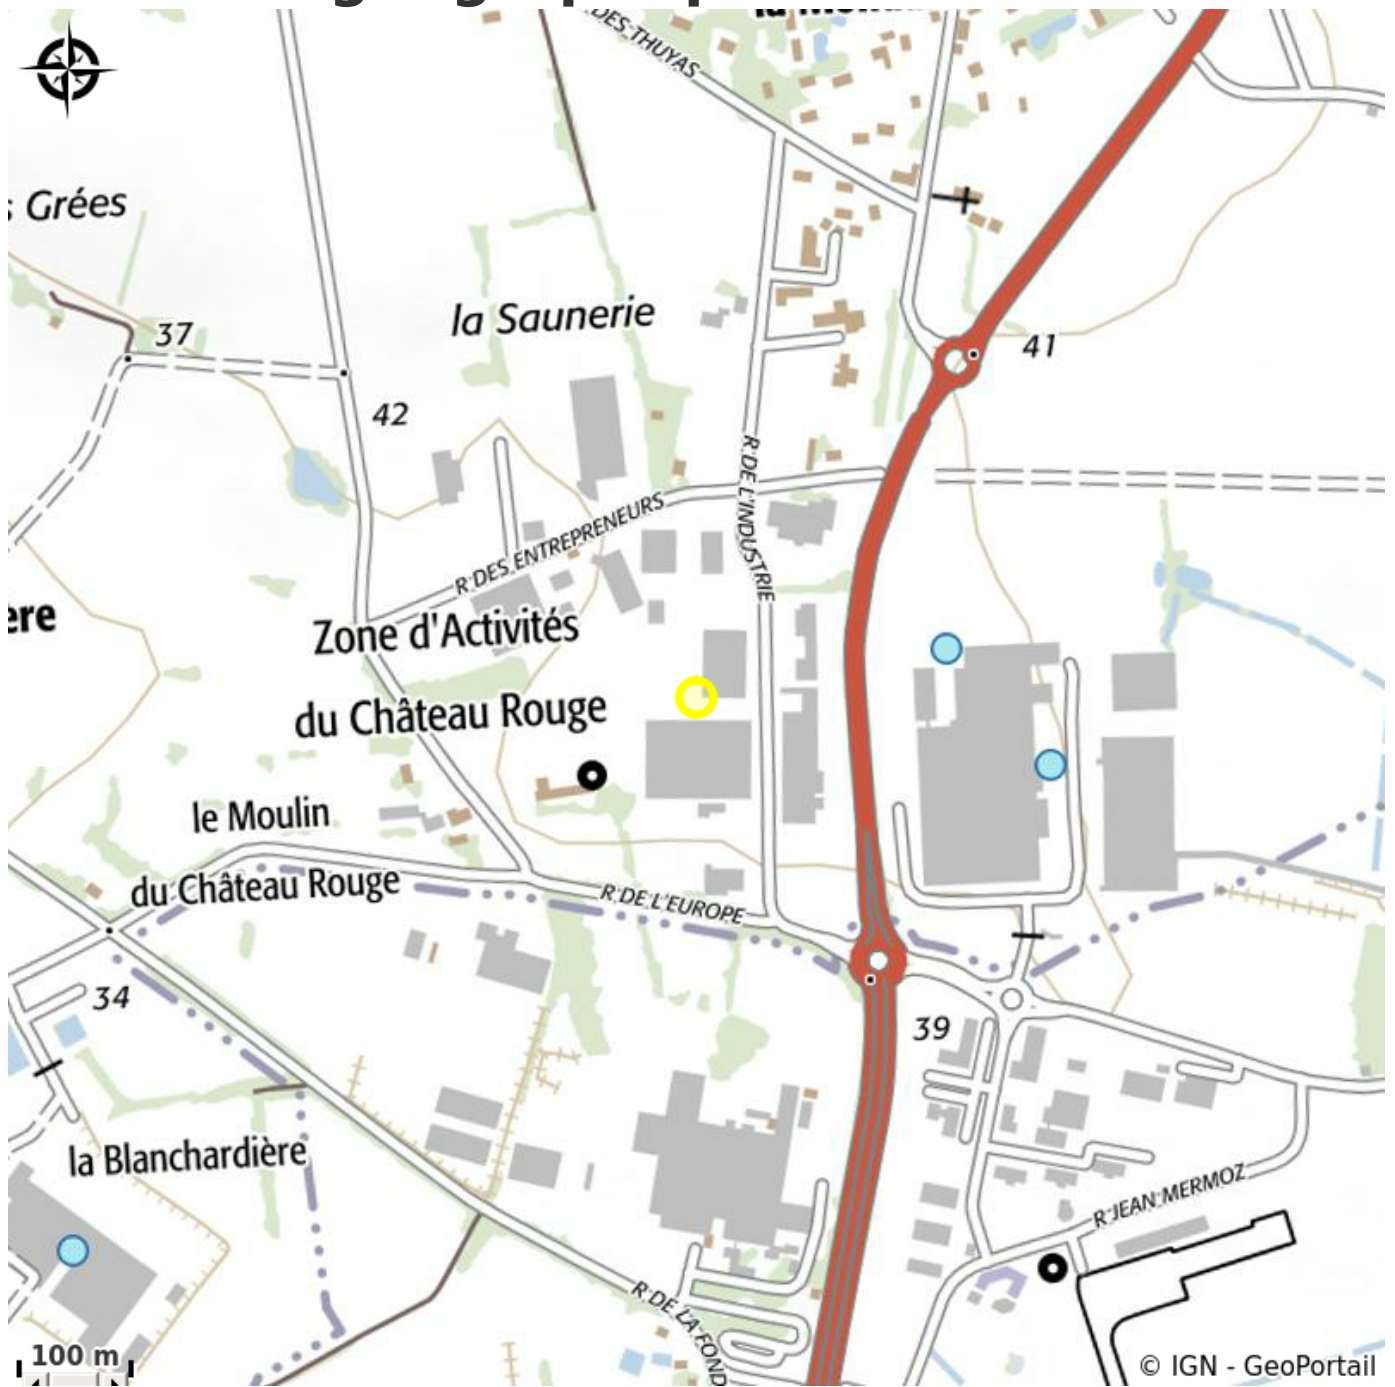 R DES THUYAS
Grées
la Saunerie
37
41
42
R DE L'INDUSTRIE
R DES ENTREPRENEURS
ere
Zone d'Activités
du Château Rouge
le Moulin
du Château Rouge
R DE L'EUROPE
34
39
la Blanchardière
R JEAN MERMOZ
R DE LA FOND
100 m
© IGN - GeoPortail